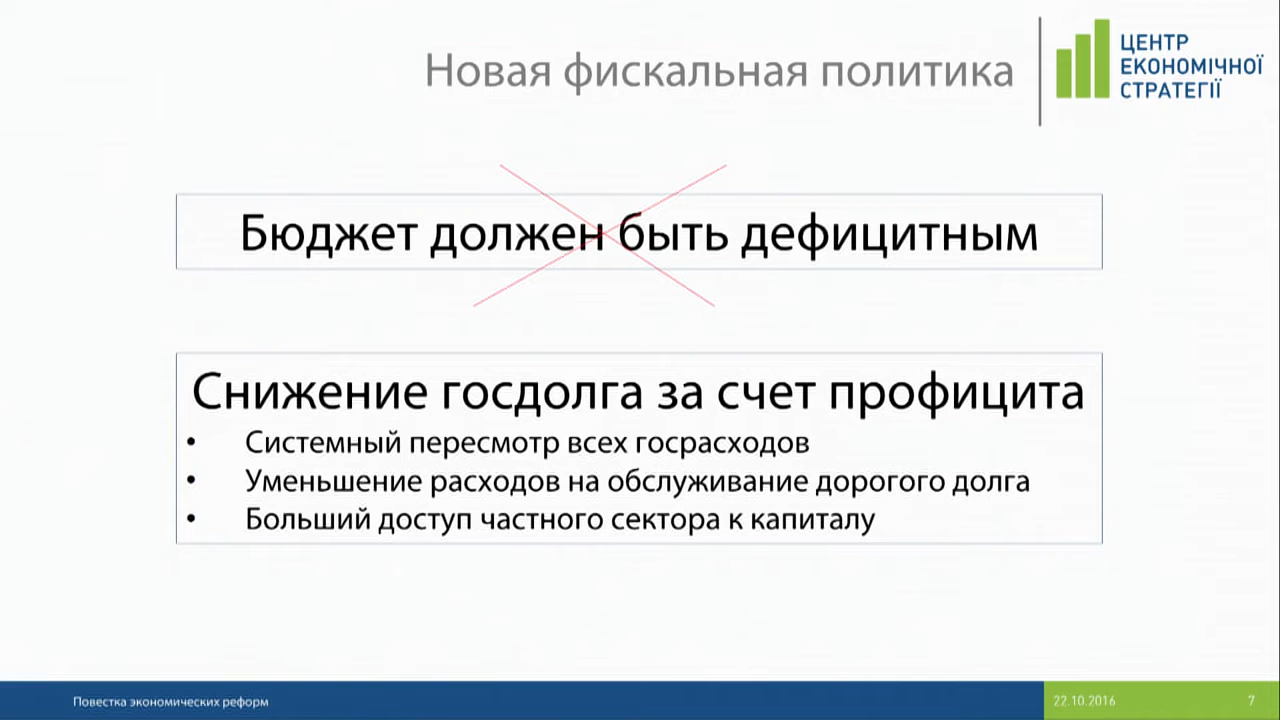 Новая фискальная политика
ЦЕНТР
ЕКОНОМІЧНОЇ
СТРАТЕГІЇ
Бюджет должен быть дефицитным
Снижение госдолга за счет профицита
• Системный пересмотр всех госрасходов
• Уменьшение расходов на обслуживание дорогого долга
• Больший доступ частного сектора к капиталу
Повестка экономических реформ
22.10.2016
7